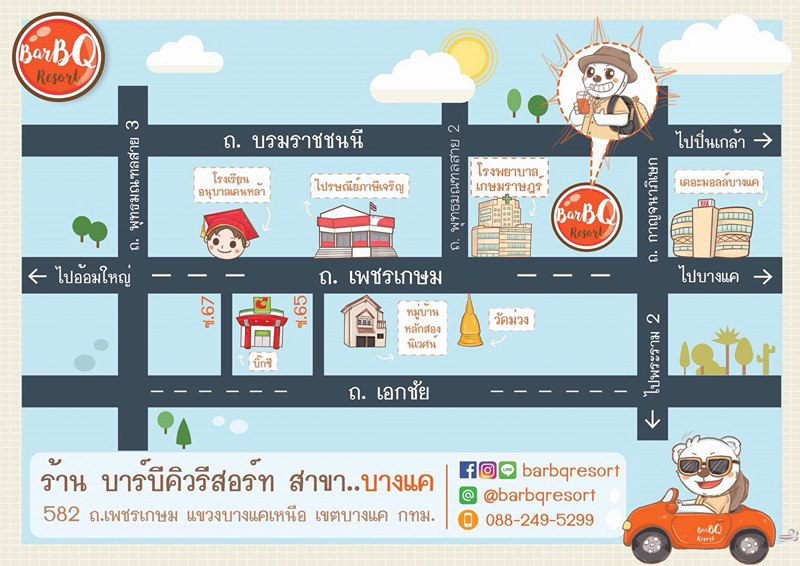 BarBQ
Resort
ถ. พุทธมณฑลสาย 3
ถ. บรมราชชนนี
ถ. พุทธมณฑลสาย 2
ไปปิ่นเกล้า
โรงเรียน
อนุบาลเด่นหล้า
ไปรษณีย์ภาษีเจริญ
โรงพยาบาล
เกษมราษฎร์
BarBQ
Resort
ถ. กาญจนาภิเษก
เดอะมอลล์บางแค
ไปอ้อมใหญ่
ถ. เพชรเกษม
ไปบางแค
ซ.67
บิ๊กซี
ซ.65
หมู่บ้าน
หลักสอง
นิเวศน์
วัดม่วง
ไปพระราม 2
ถ. เอกชัย
ร้าน บาร์บีคิวรีสอร์ท สาขา..บางแค
582 ถ.เพชรเกษม แขวงบางแคเหนือ เขตบางแค กทม.
barbqresort
@barbqresort
088-249-5299
BarBQ
Resort